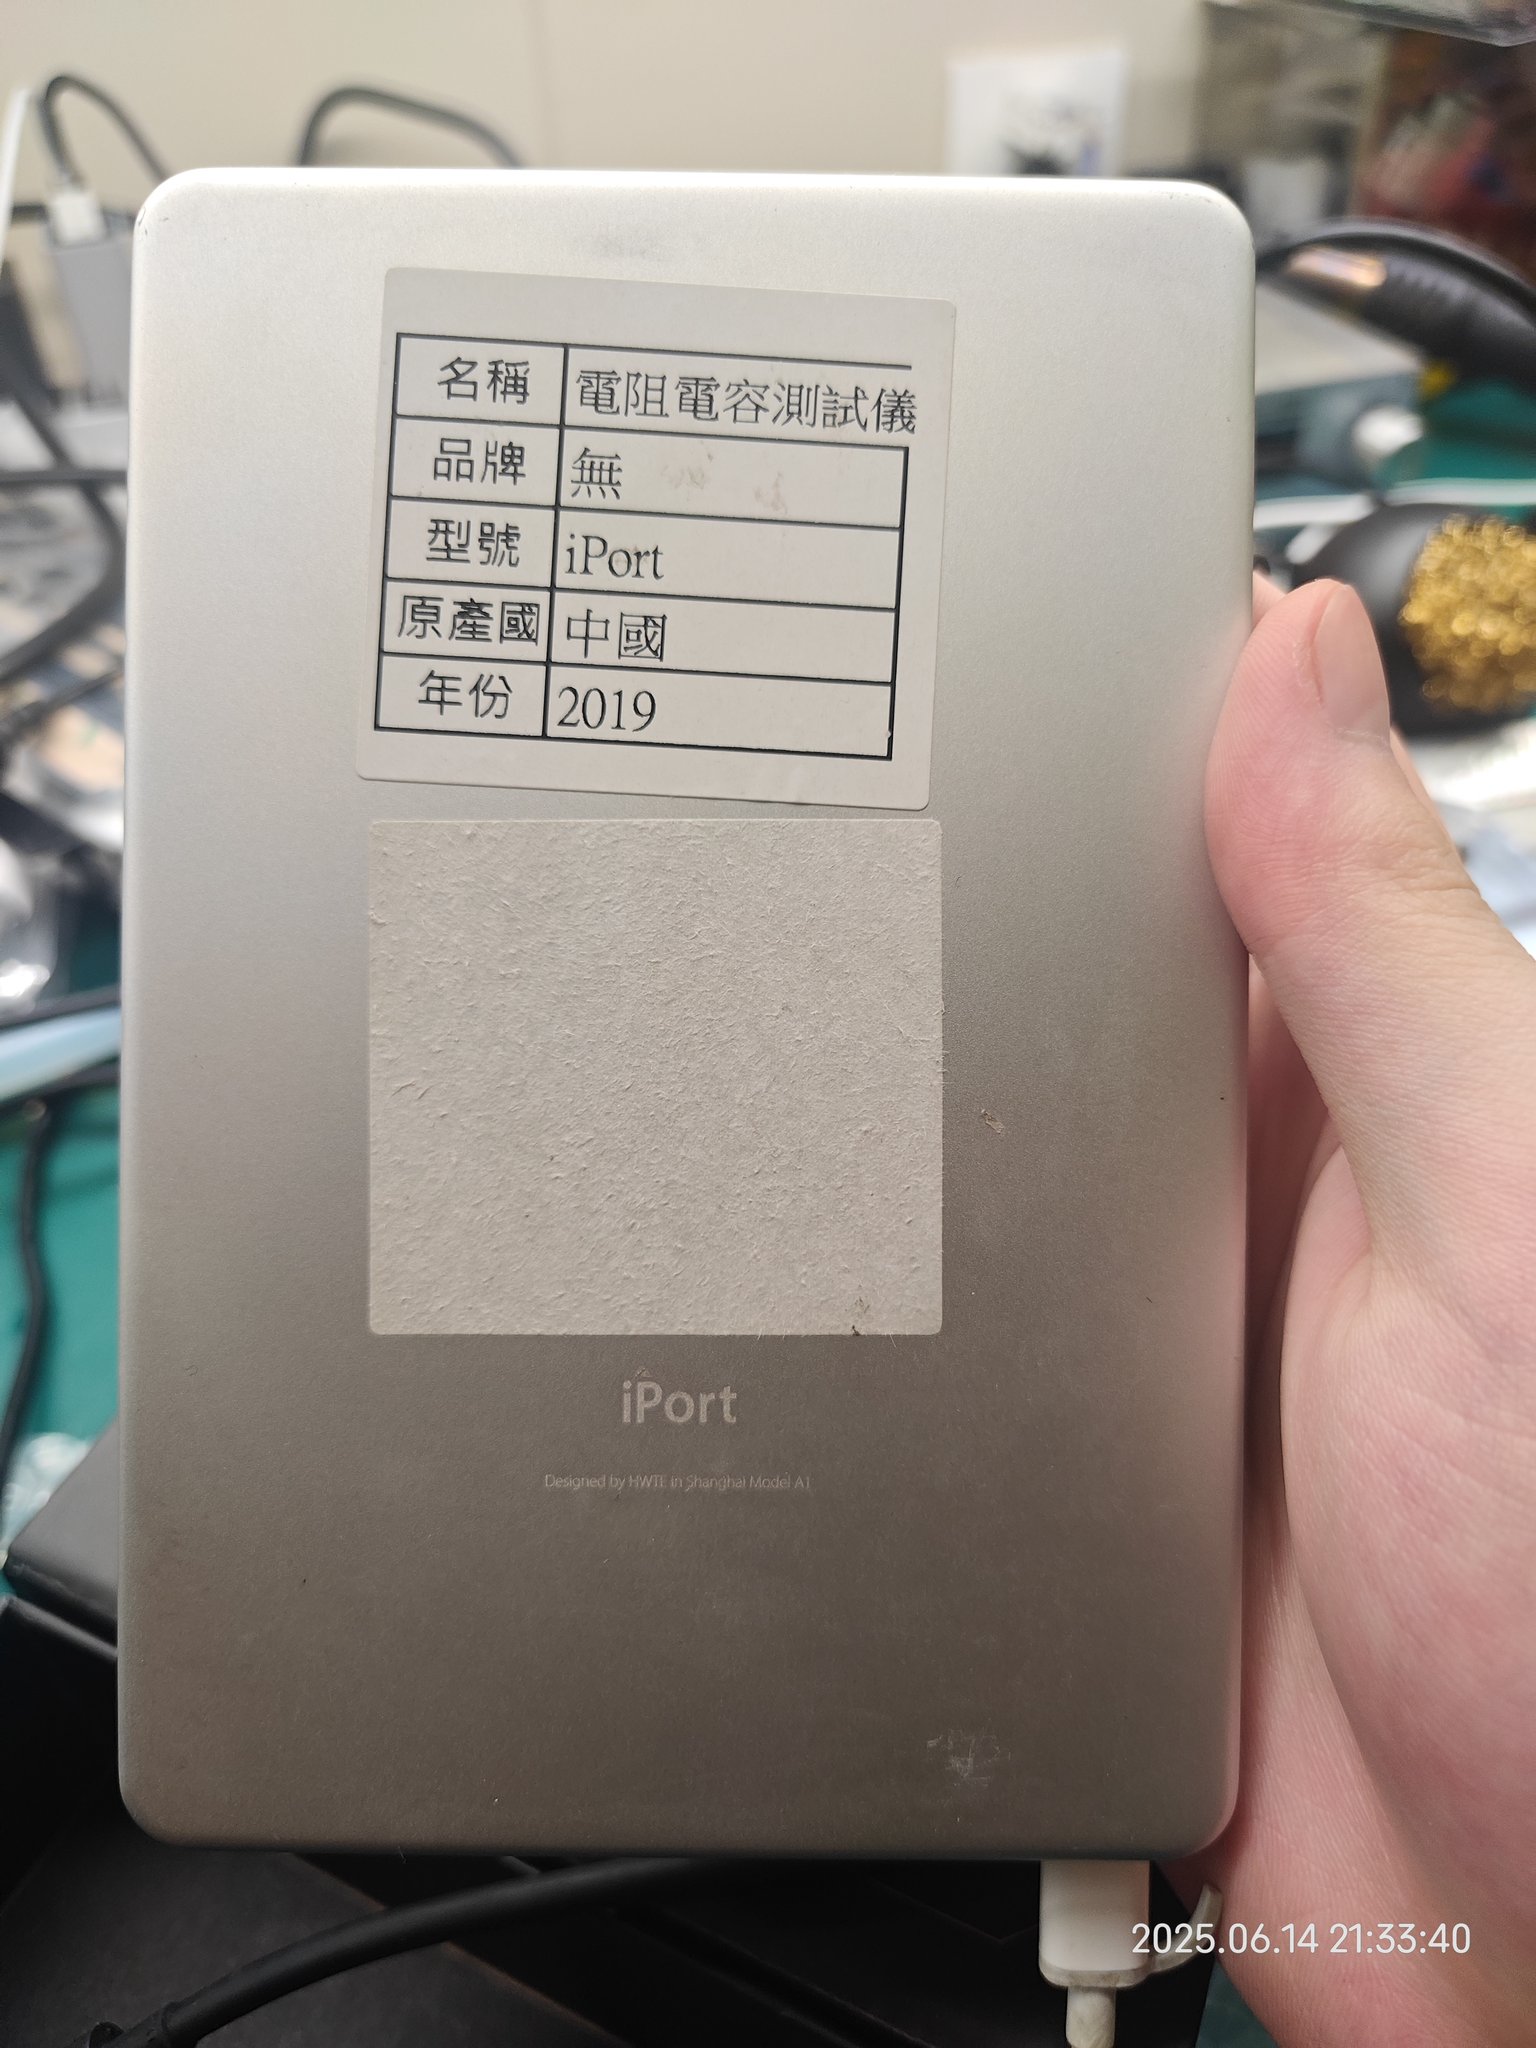 名稱 電阻電容測試儀
品牌 無
型號 iPort
原產國 中國
年份 2019
iPort
Designed by HWTE in Shanghai Model A1
2025.06.14 21:33:40